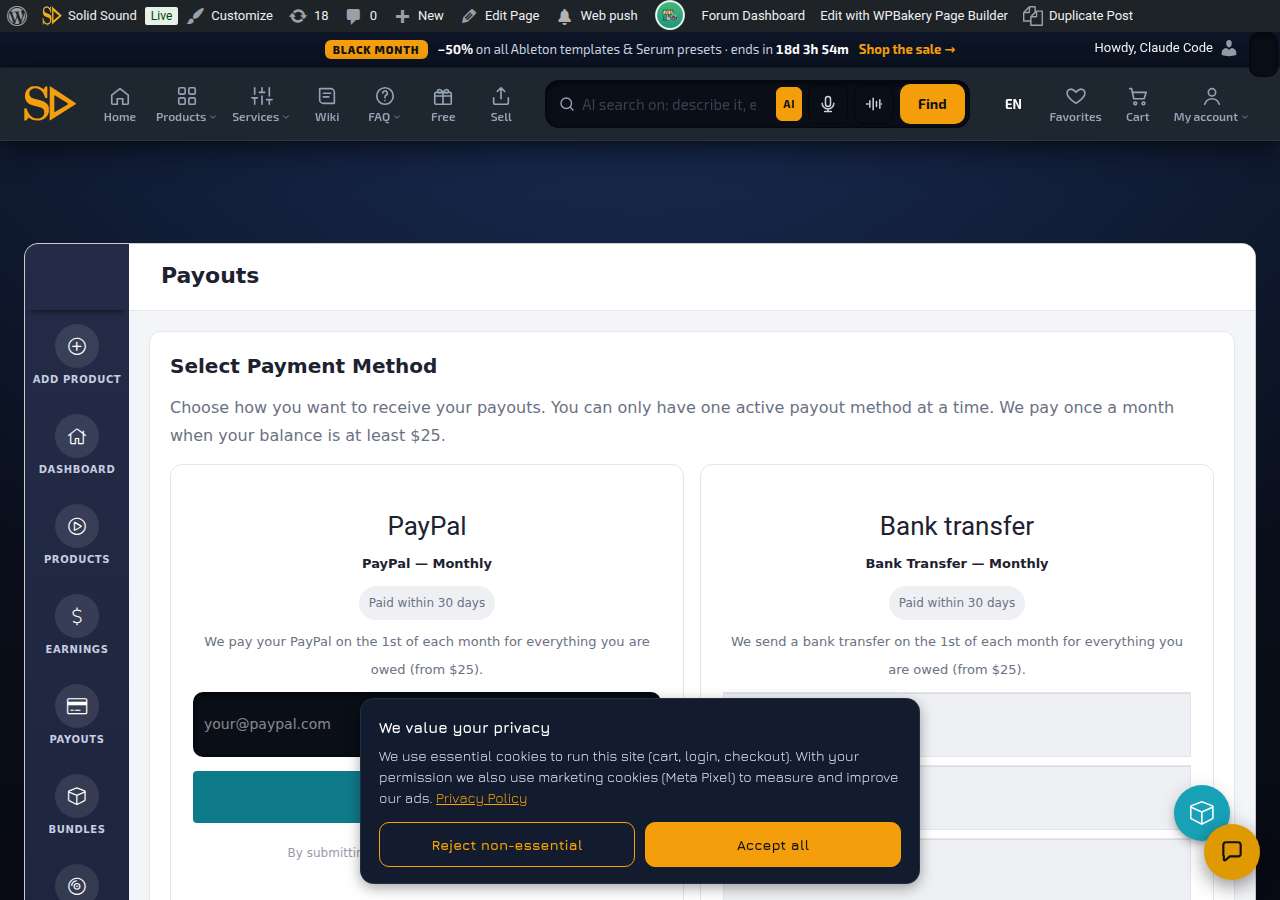 Solid Sound Live Customize 18 0 New Edit Page Web push Forum Dashboard Edit with WPBakery Page Builder Duplicate Post
BLACK MONTH –50% on all Ableton templates & Serum presets · ends in 18d 3h 54m Shop the sale →
Howdy, Claude Code
Home Products Services Wiki FAQ Free Sell
AI search on: describe it, e
AI
Find
EN
Favorites Cart My account
Payouts
ADD PRODUCT
DASHBOARD
PRODUCTS
EARNINGS
PAYOUTS
BUNDLES
Select Payment Method
Choose how you want to receive your payouts. You can only have one active payout method at a time. We pay once a month
when your balance is at least $25.
PayPal
PayPal — Monthly
Paid within 30 days
We pay your PayPal on the 1st of each month for everything you are
owed (from $25).
your@paypal.com
Bank transfer
Bank Transfer — Monthly
Paid within 30 days
We send a bank transfer on the 1st of each month for everything you
are owed (from $25).
We value your privacy
We use essential cookies to run this site (cart, login, checkout). With your
permission we also use marketing cookies (Meta Pixel) to measure and improve
our ads. Privacy Policy
Reject non-essential
Accept all